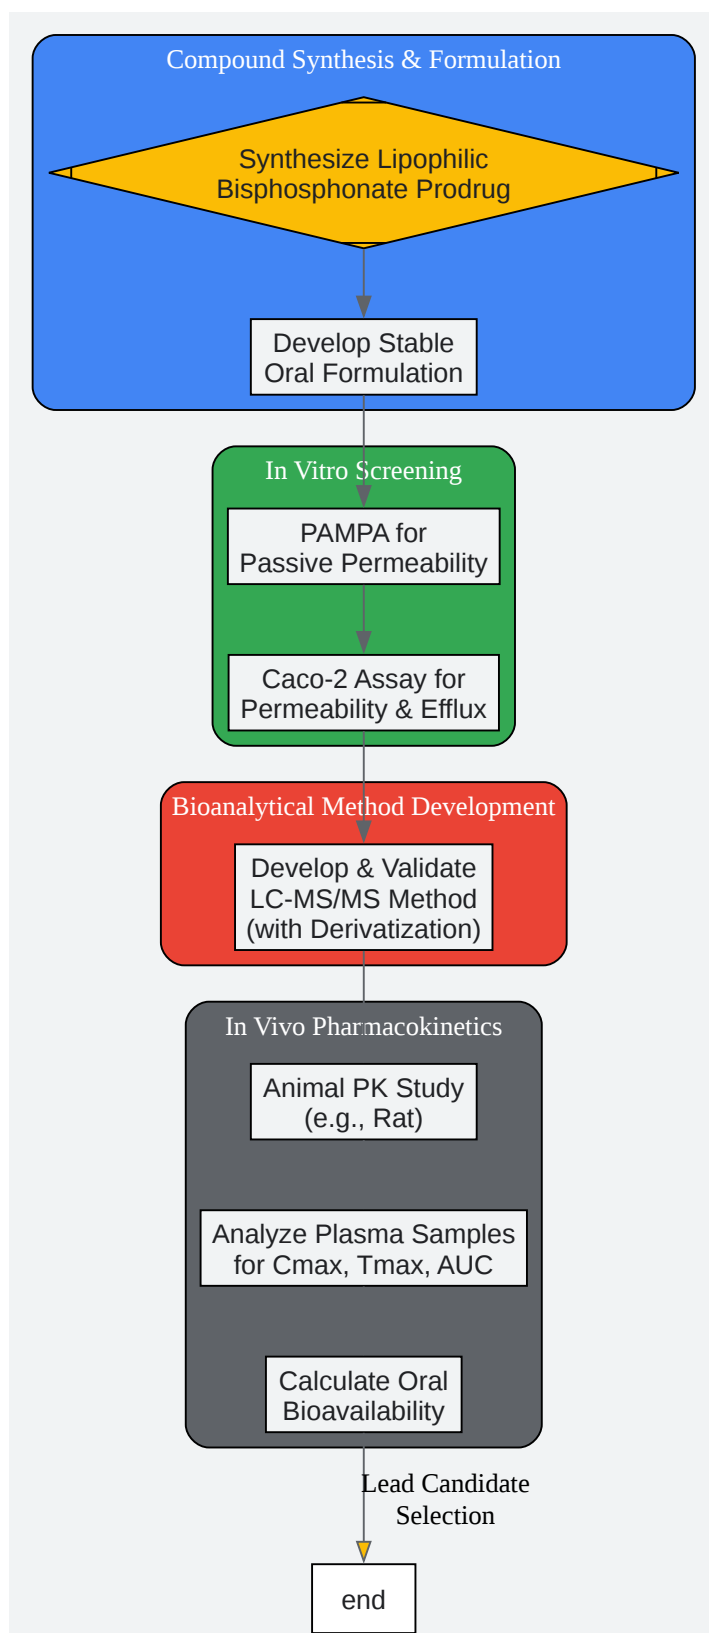 Compound Synthesis & Formulation
Synthesize Lipophilic
Bisphosphonate Prodrug
Develop Stable
Oral Formulation
In Vitro Screening
PAMPA for
Passive Permeability
Caco-2 Assay for
Permeability & Efflux
Bioanalytical Method Development
Develop & Validate
LC-MS/MS Method
(with Derivatization)
In Vivo Pharmacokinetics
Animal PK Study
(e.g., Rat)
Analyze Plasma Samples
for Cmax, Tmax, AUC
Calculate Oral
Bioavailability
Lead Candidate
Selection
end